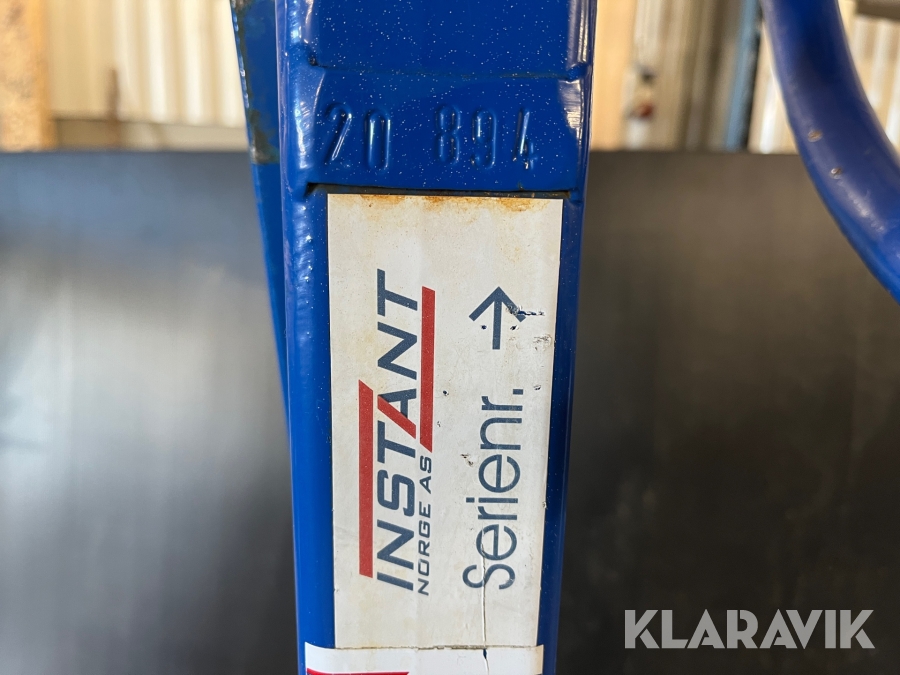 20 894
INSTANT
NORGE AS
Serienr. →
KLARAVIK